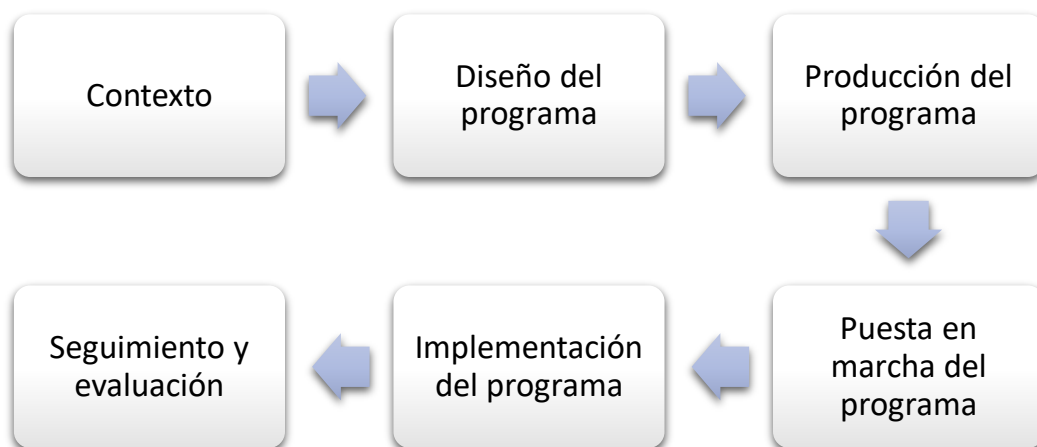 Contexto
Diseño del
programa
Producción del
programa
Puesta en
marcha del
programa
Implementación
del programa
Seguimiento y
evaluación